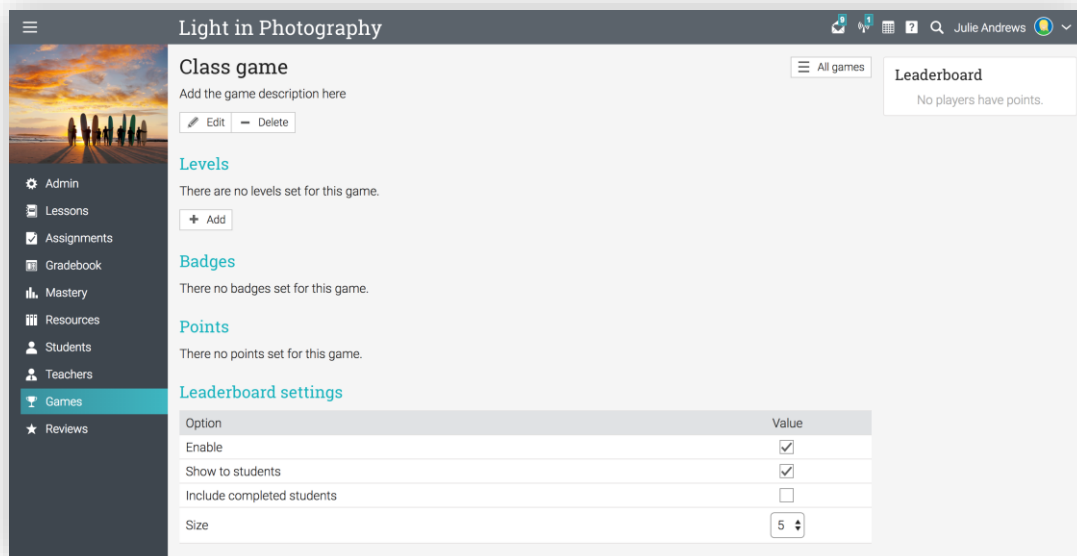 Light in Photography
9
1
?
Julie Andrews
Admin
Lessons
Assignments
Gradebook
Mastery
Resources
Students
Teachers
Games
Reviews
Class game
All games
Add the game description here
Edit
Delete
Levels
There are no levels set for this game.
Add
Badges
There no badges set for this game.
Points
There no points set for this game.
Leaderboard settings
Option Value
Enable
Show to students
Include completed students
Size 5
Leaderboard
No players have points.